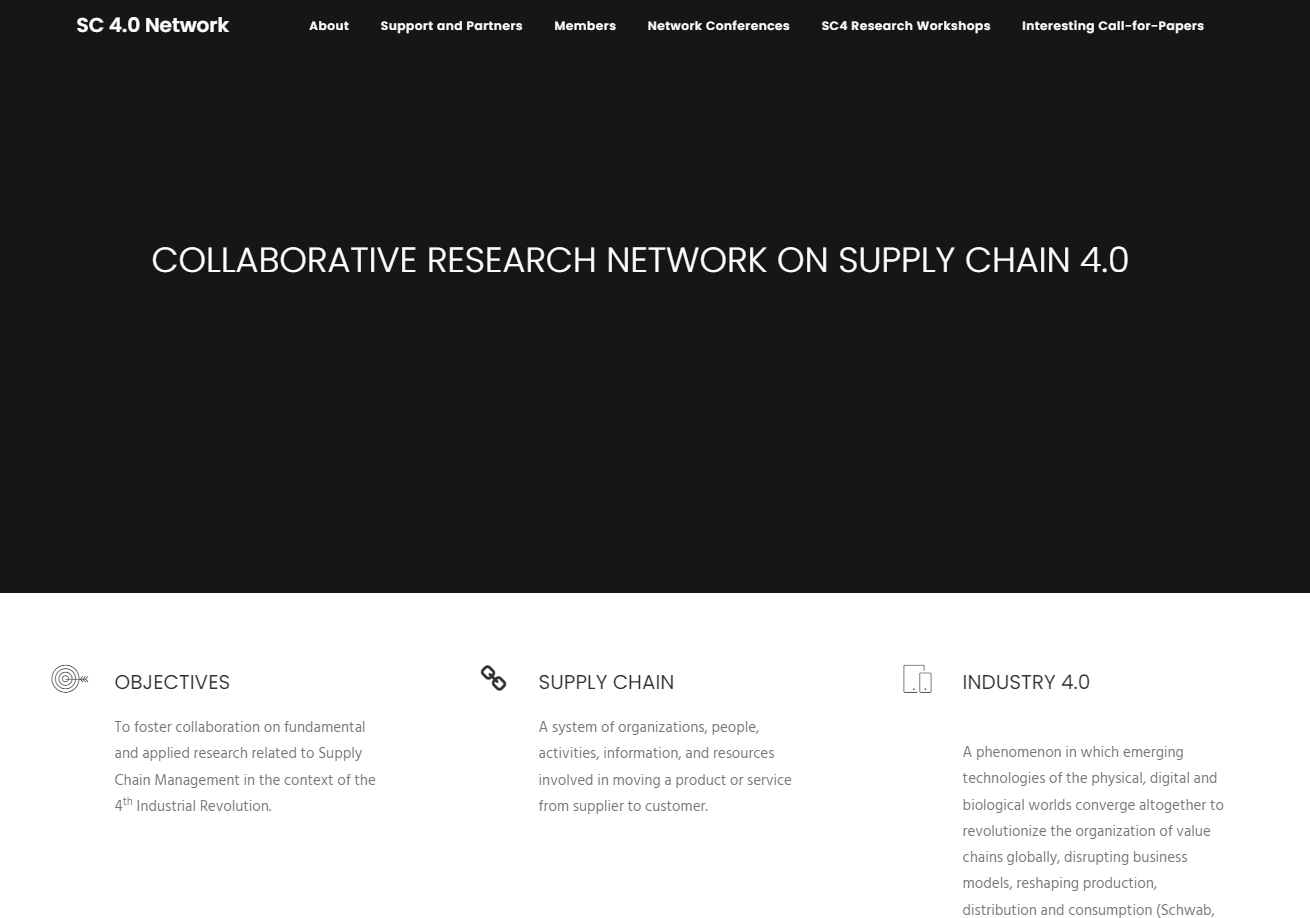 SC 4.0 Network
About
Support and Partners
Members
Network Conferences
SC4 Research Workshops
Interesting Call-for-Papers
COLLABORATIVE RESEARCH NETWORK ON SUPPLY CHAIN 4.0
OBJECTIVES
To foster collaboration on fundamental
and applied research related to Supply
Chain Management in the context of the
4th Industrial Revolution.
SUPPLY CHAIN
A system of organizations, people,
activities, information, and resources
involved in moving a product or service
from supplier to customer.
INDUSTRY 4.0
A phenomenon in which emerging
technologies of the physical, digital and
biological worlds converge altogether to
revolutionize the organization of value
chains globally, disrupting business
models, reshaping production,
distribution and consumption (Schwab,